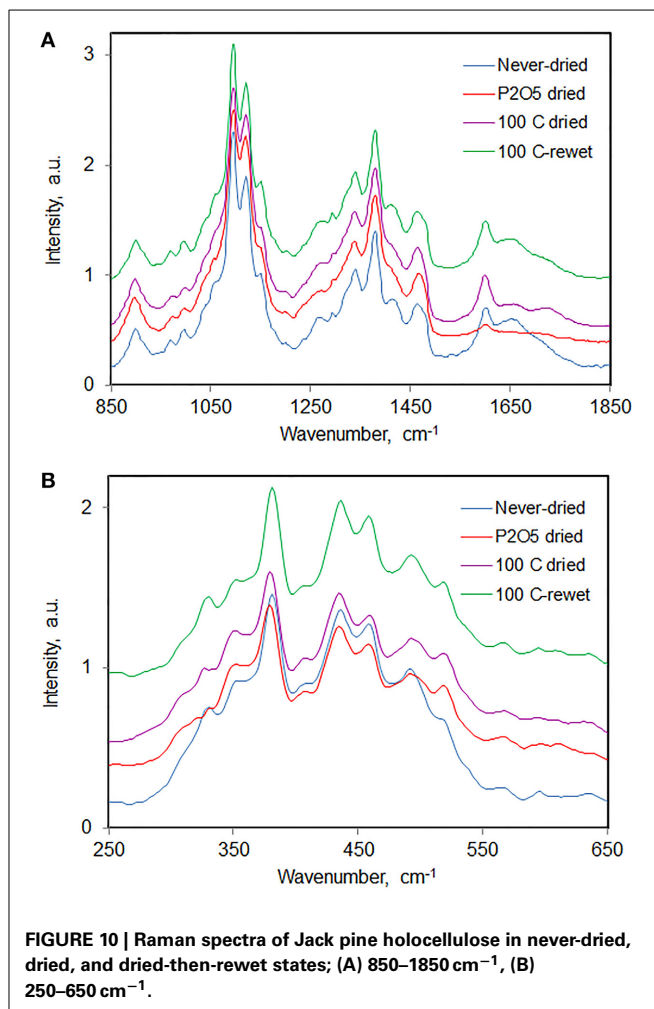 A
3
2
1
0
Intensity, a.u.
Never-dried
P2O5 dried
100 C dried
100 C-rewet
850 1050 1250 1450 1650 1850
Wavenumber, cm⁻¹
B
2
1
0
Intensity, a.u.
Never-dried
P2O5 dried
100 C dried
100 C-rewet
250 350 450 550 650
Wavenumber, cm⁻¹
FIGURE 10 | Raman spectra of Jack pine holocellulose in never-dried,
dried, and dried-then-rewet states; (A) 850–1850 cm⁻¹, (B)
250–650 cm⁻¹.